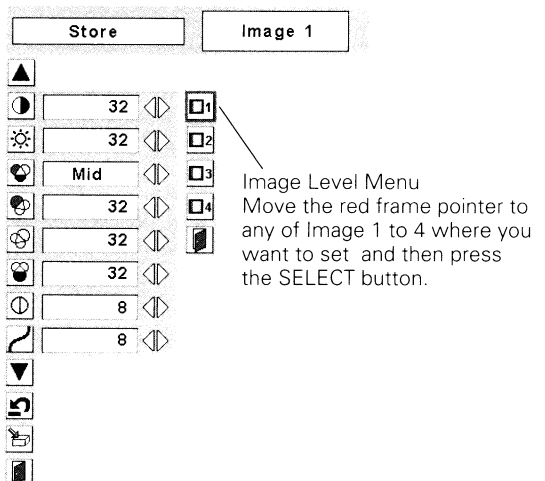 Store
Image 1
32
1
32
2
Mid
3
32
4
32
32
8
8
Image Level Menu
Move the red frame pointer to
any of Image 1 to 4 where you
want to set and then press
the SELECT button.